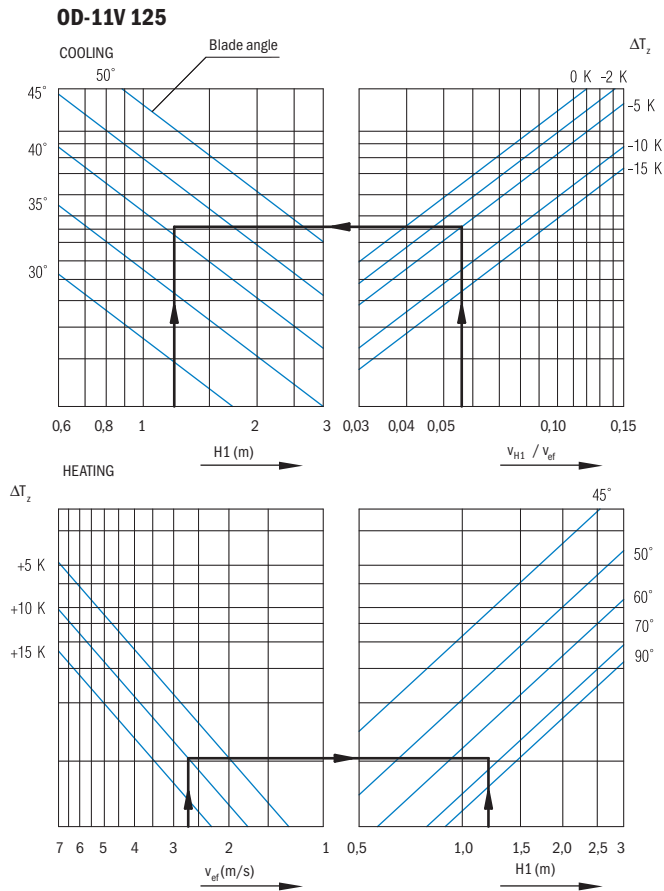 OD-11V 125
COOLING
Blade angle
ΔTz
50°
0 K -2 K
45°
-5 K
40°
-10 K
-15 K
35°
30°
0,6 0,8 1 2 3 0,03 0,04 0,05 0,10 0,15
H1 (m)
vH1 / vef
HEATING
ΔTz
45°
+5 K
50°
+10 K
60°
70°
+15 K
90°
7 6 5 4 3 2 1 0,5 1,0 1,5 2,0 2,5 3
vef (m/s)
H1 (m)